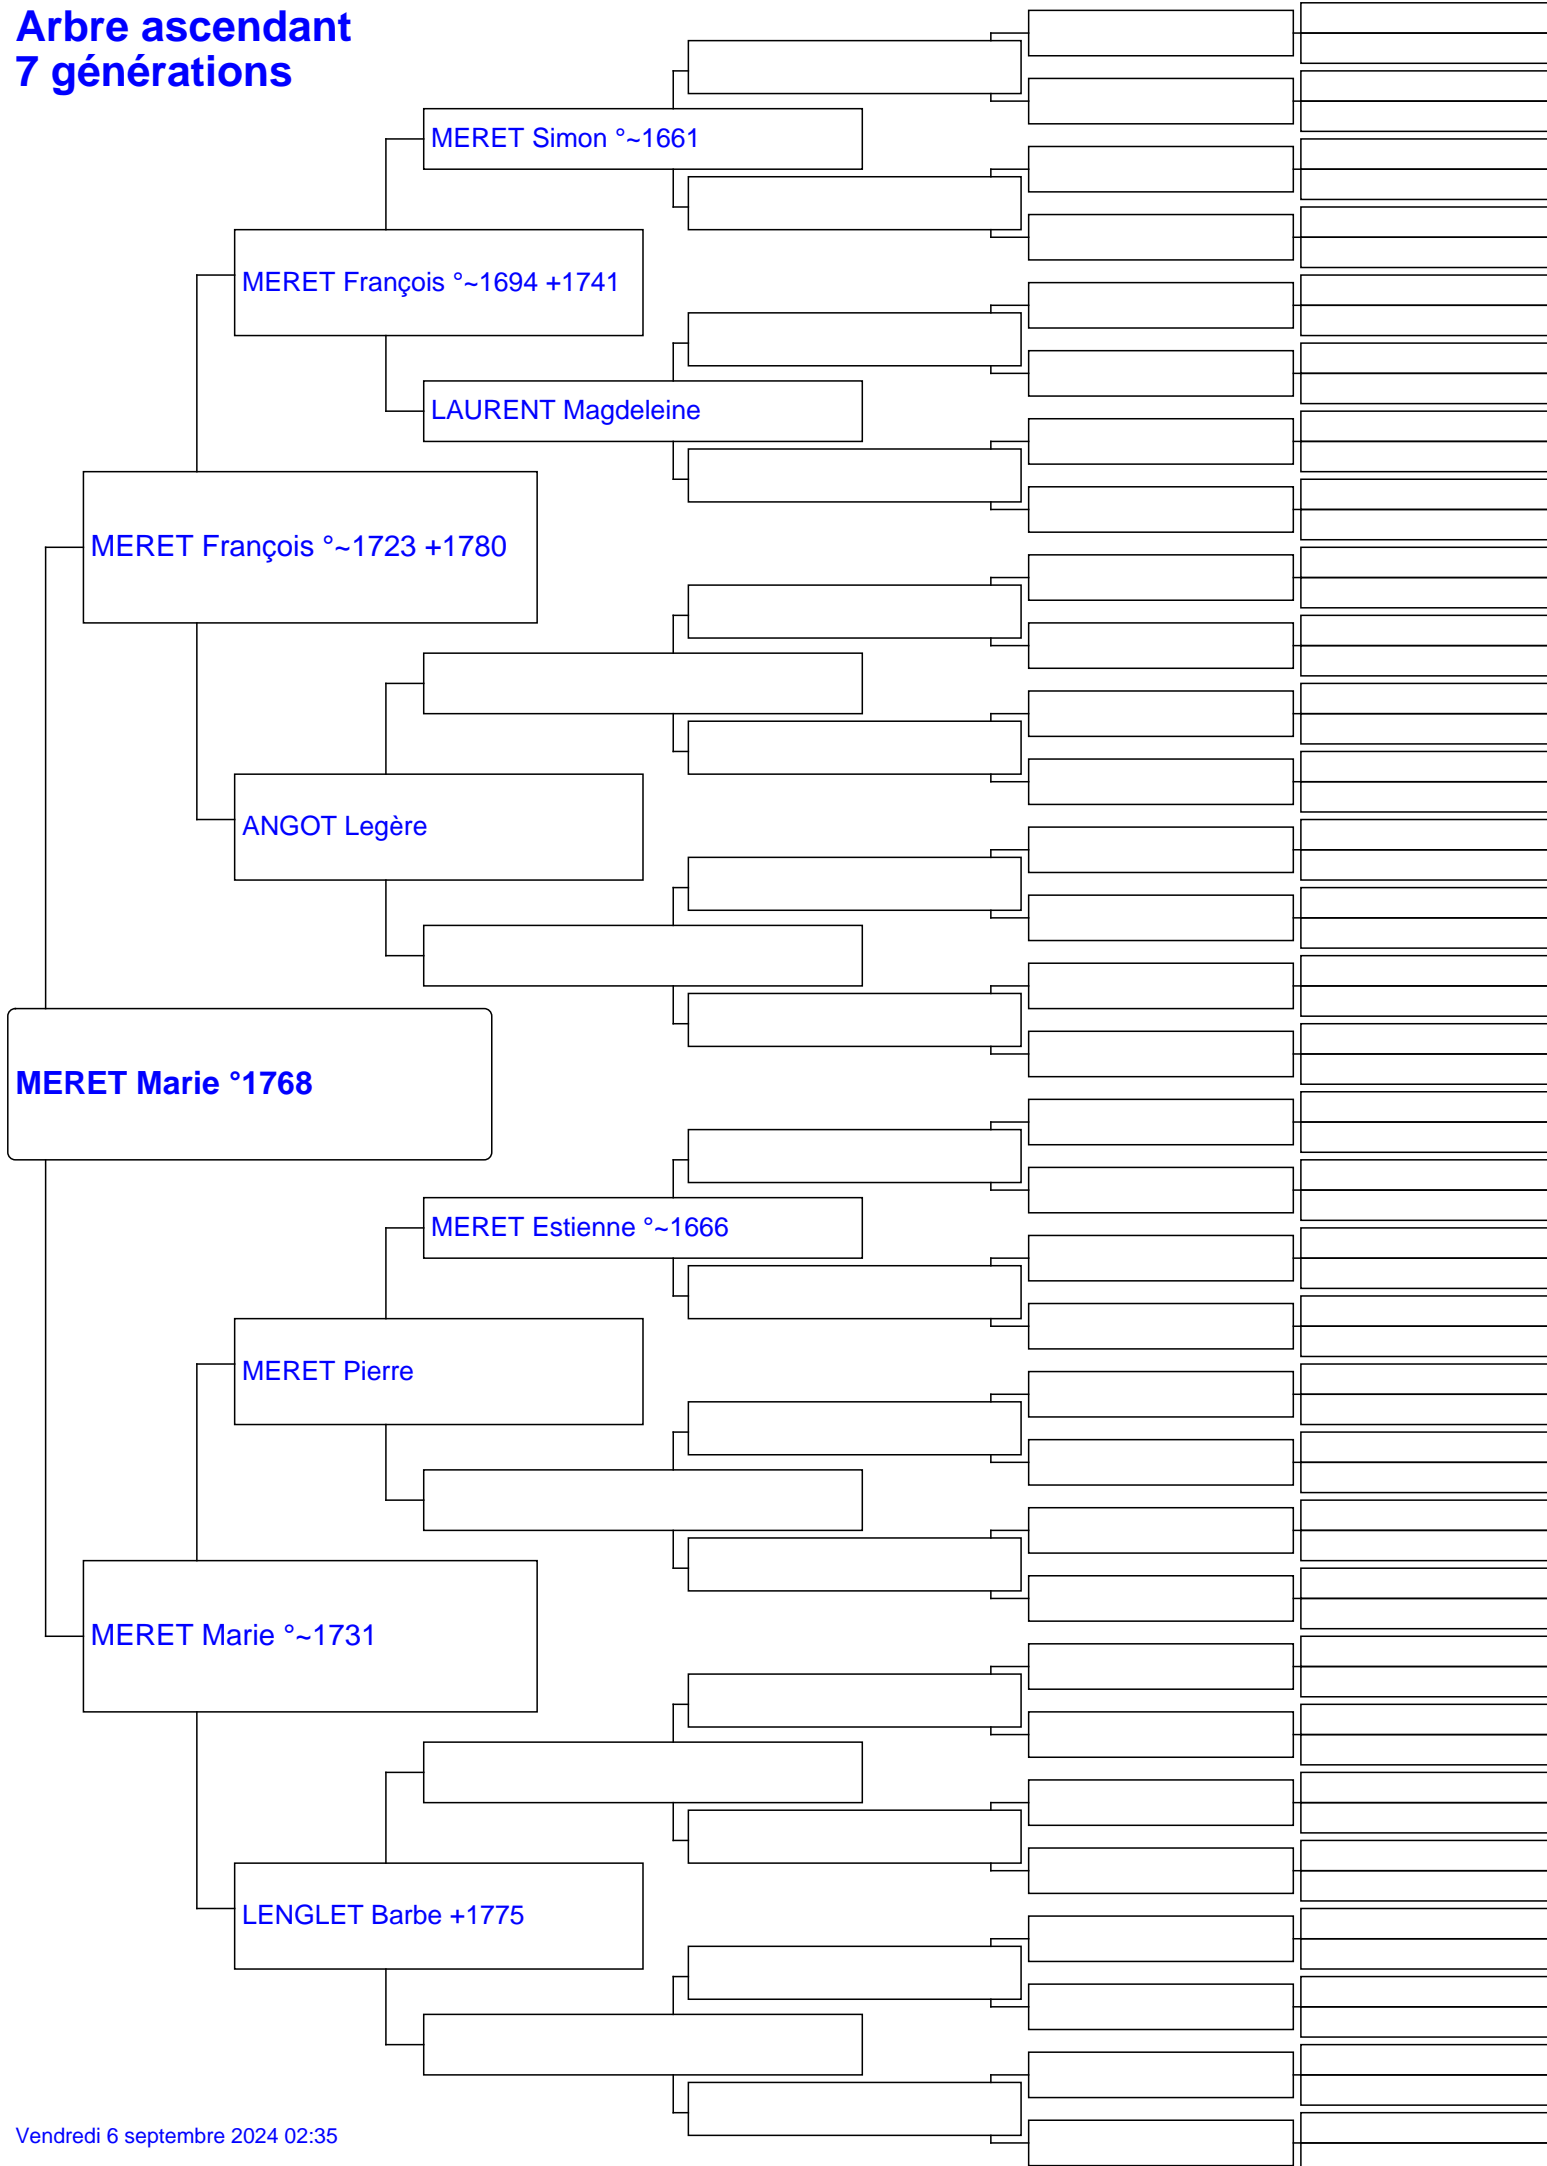 Arbre ascendant
7 générations
MERET Simon °~1661
MERET François °~1694 +1741
LAURENT Magdeleine
MERET François °~1723 +1780
ANGOT Legère
MERET Marie °1768
MERET Estienne °~1666
MERET Pierre
MERET Marie °~1731
LENGLET Barbe +1775
Vendredi 6 septembre 2024 02:35